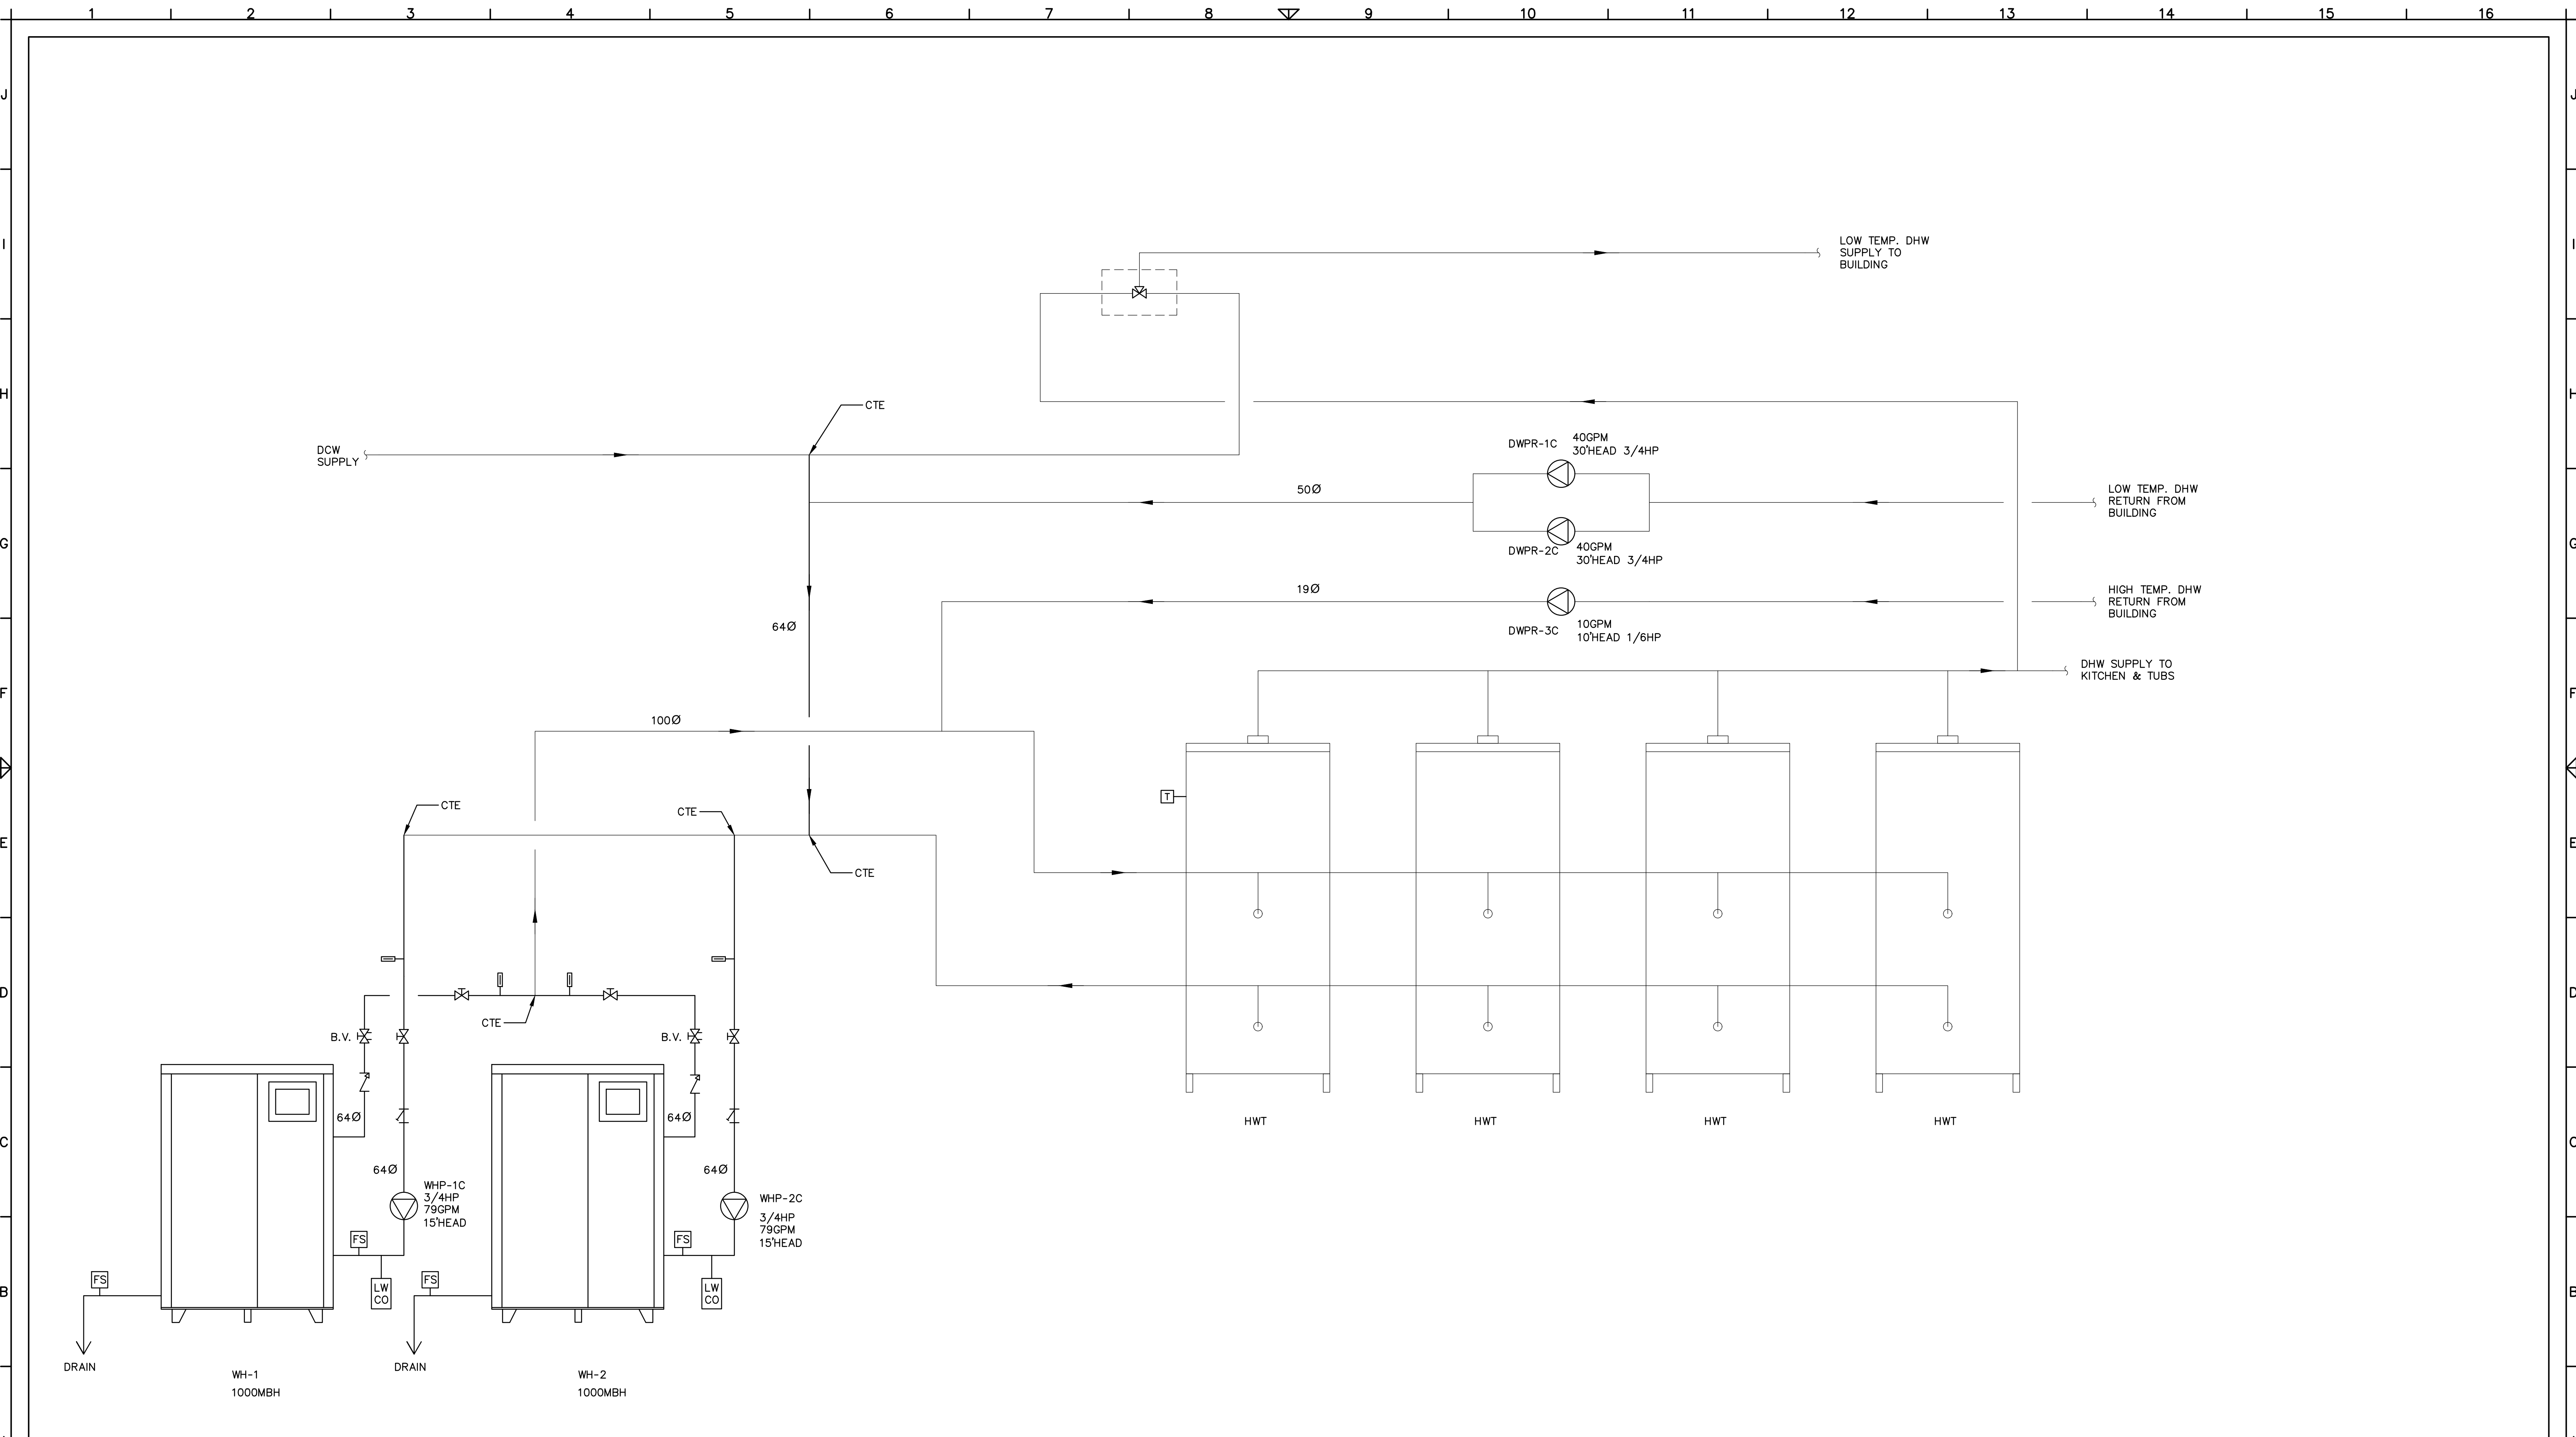 1 2 3 4 5 6 7 8 9 10 11 12 13 14 15 16
J
J
I
I
LOW TEMP. DHW
SUPPLY TO
BUILDING
H
H
CTE
DCW
SUPPLY
DWPR-1C
40GPM
30'HEAD 3/4HP
50Ø
LOW TEMP. DHW
RETURN FROM
BUILDING
G
G
DWPR-2C
40GPM
30'HEAD 3/4HP
19Ø
HIGH TEMP. DHW
RETURN FROM
BUILDING
64Ø
DWPR-3C
10GPM
10'HEAD 1/6HP
DHW SUPPLY TO
KITCHEN & TUBS
F
F
100Ø
T
CTE
CTE
E
E
CTE
D
D
CTE
B.V.
B.V.
64Ø
64Ø
HWT
HWT
HWT
HWT
C
C
64Ø
64Ø
WHP-1C
3/4HP
79GPM
15'HEAD
WHP-2C
3/4HP
79GPM
15'HEAD
FS
FS
FS
FS
LW
CO
LW
CO
B
B
DRAIN
DRAIN
WH-1
1000MBH
WH-2
1000MBH